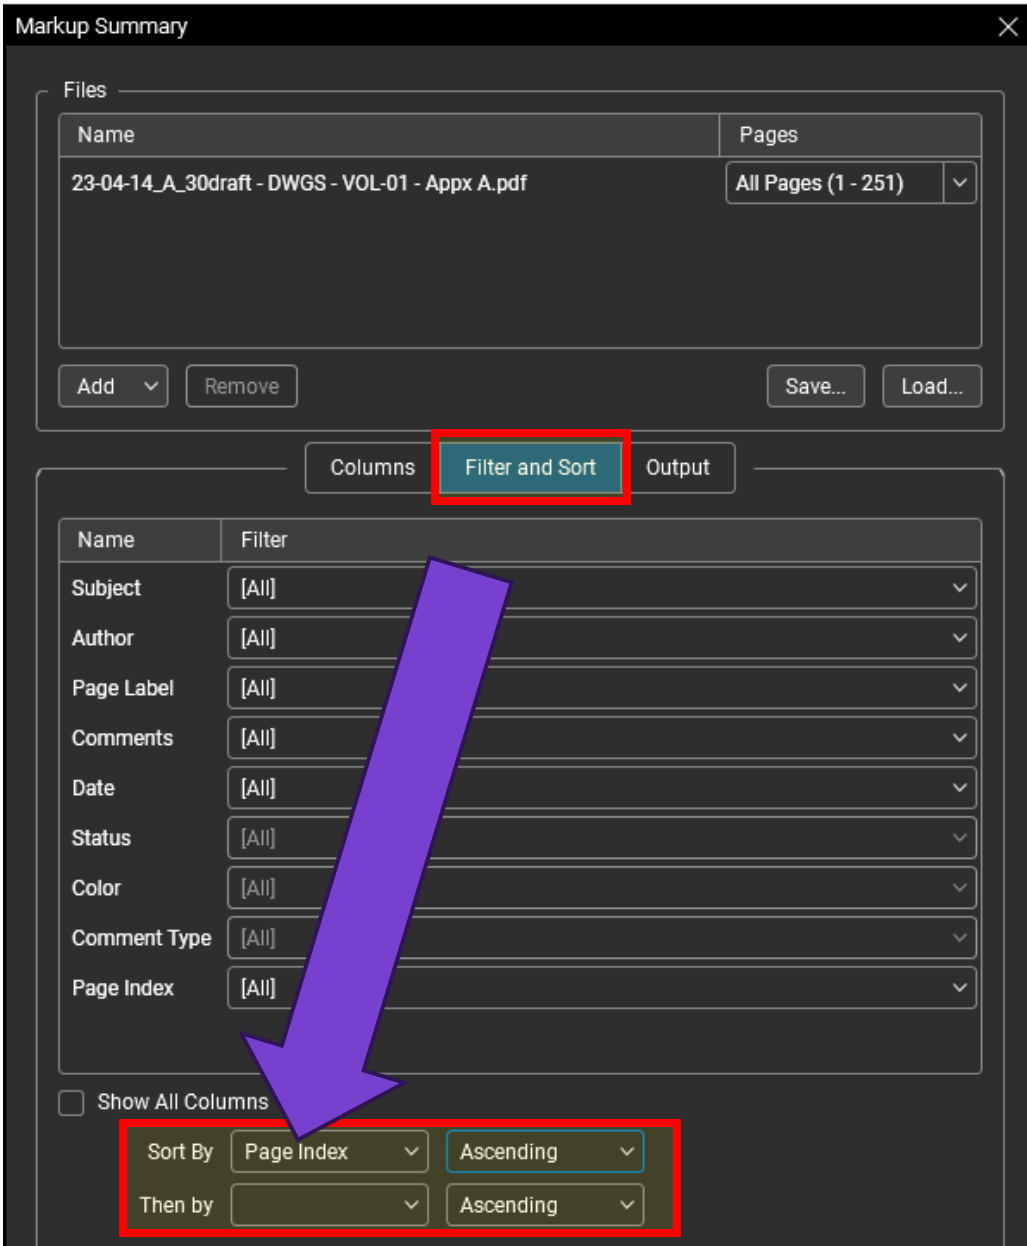 Markup Summary
Files
Name Pages
23-04-14_A_30draft - DWGS - VOL-01 - Appx A.pdf All Pages (1 - 251)
Add Remove Save... Load...
Columns Filter and Sort Output
Name Filter
Subject [All]
Author [All]
Page Label [All]
Comments [All]
Date [All]
Status [All]
Color [All]
Comment Type [All]
Page Index [All]
Show All Columns
Sort By Page Index Ascending
Then by Ascending